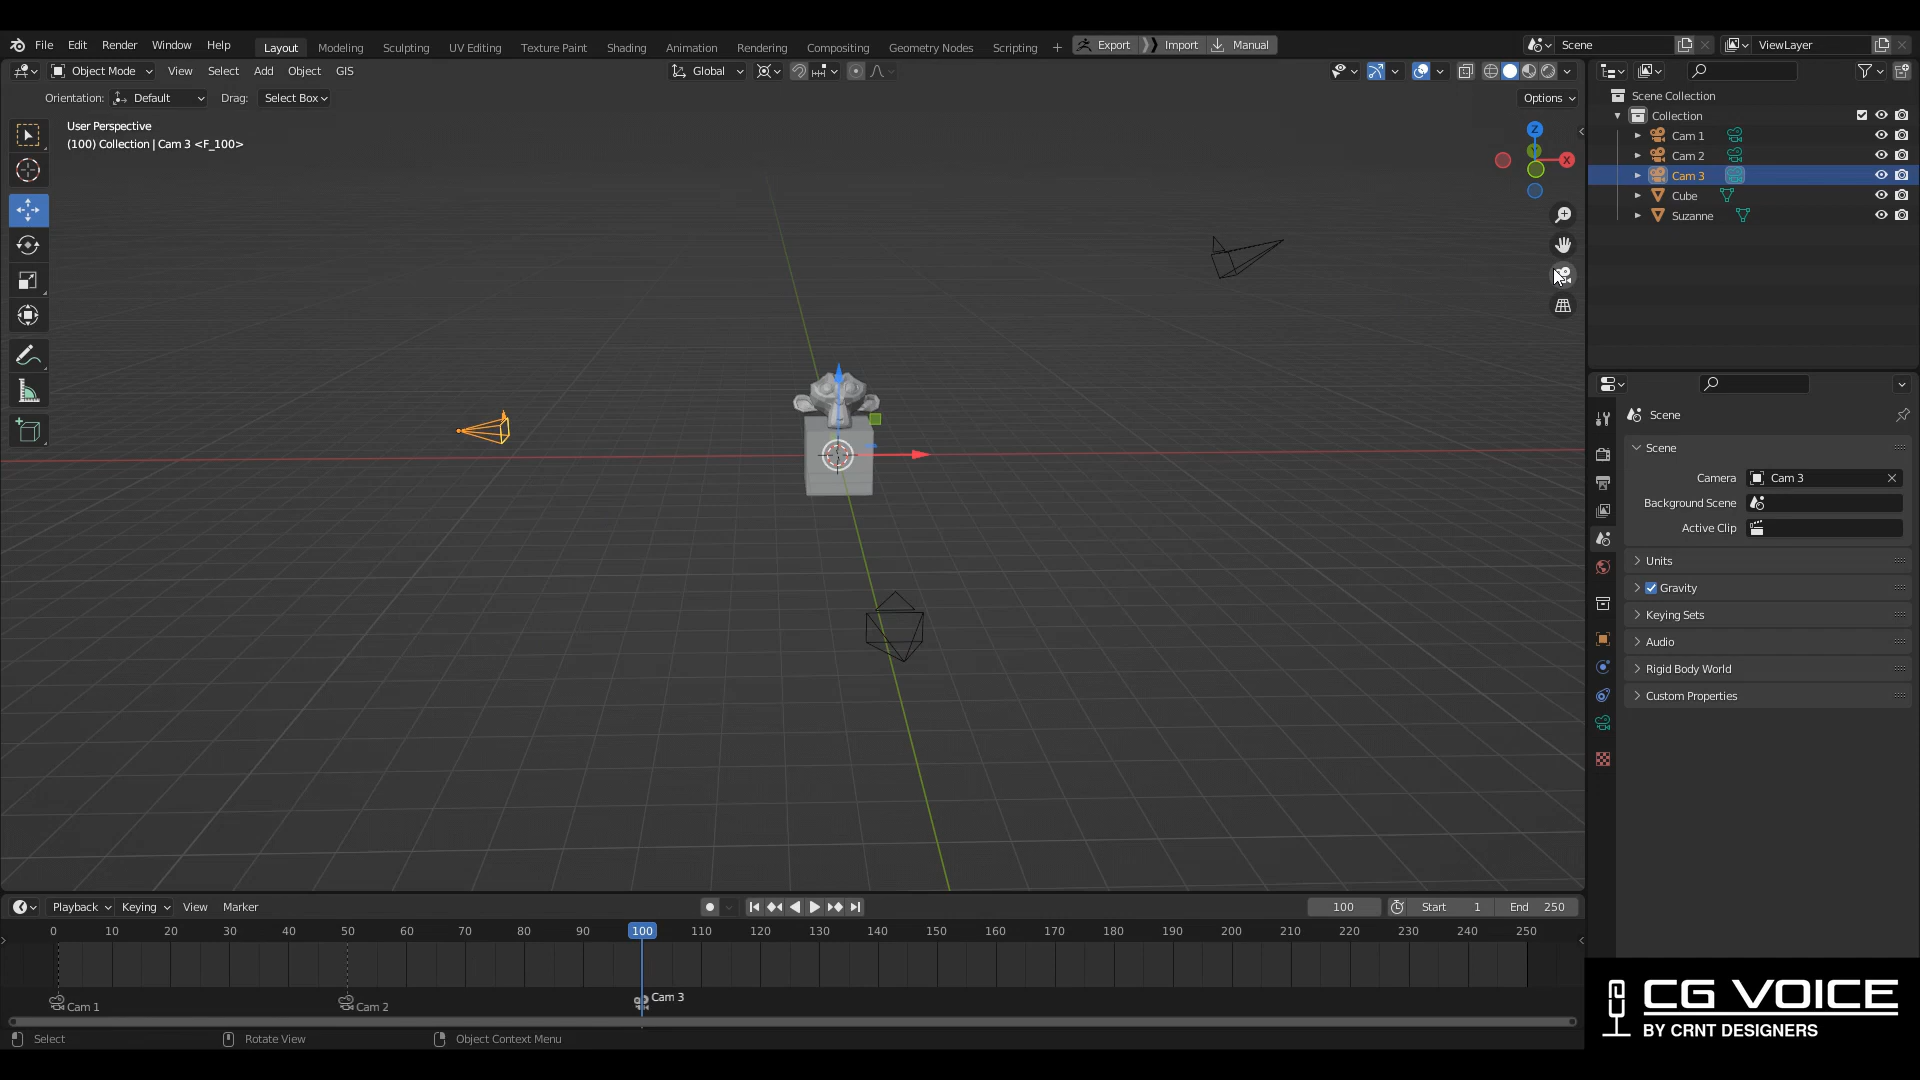 File Edit Render Window Help Layout Modeling Sculpting UV Editing Texture Paint Shading Animation Rendering Compositing Geometry Nodes Scripting + Export Import Manual Scene ViewLayer
Object Mode View Select Add Object GIS Global
Orientation: Default Drag: Select Box Options
User Perspective
(100) Collection | Cam 3 <F_100>
Z
Y
X
Scene Collection
Collection
Cam 1
Cam 2
Cam 3
Cube
Suzanne
Scene
Scene
Camera Cam 3
Background Scene
Active Clip
Units
Gravity
Keying Sets
Audio
Rigid Body World
Custom Properties
Playback Keying View Marker 100 Start 1 End 250
0 10 20 30 40 50 60 70 80 90 100 110 120 130 140 150 160 170 180 190 200 210 220 230 240 250
Cam 1 Cam 2 Cam 3
Select Rotate View Object Context Menu
CG VOICE
BY CRNT DESIGNERS